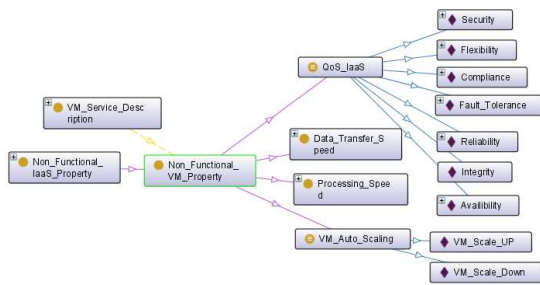 Security
Flexibility
QoS_IaaS
Compliance
Fault_Tolerance
VM_Service_Desc
ription
Data_Transfer_S
peed
Reliability
Non_Functional_
IaaS_Property
Non_Functional_
VM_Property
Integrity
Processing_Spee
d
Availibility
VM_Auto_Scaling
VM_Scale_UP
VM_Scale_Down